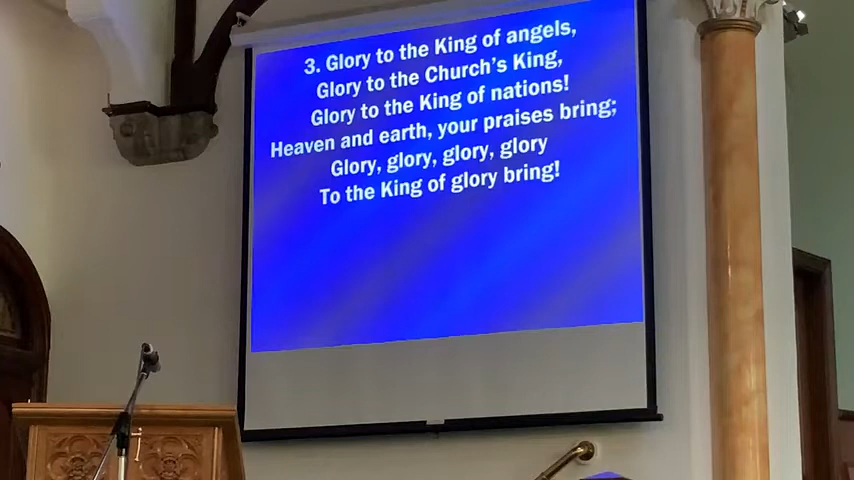 3. Glory to the King of angels,
Glory to the Church's King,
Glory to the King of nations!
Heaven and earth, your praises bring;
Glory, glory, glory, glory
To the King of glory bring!